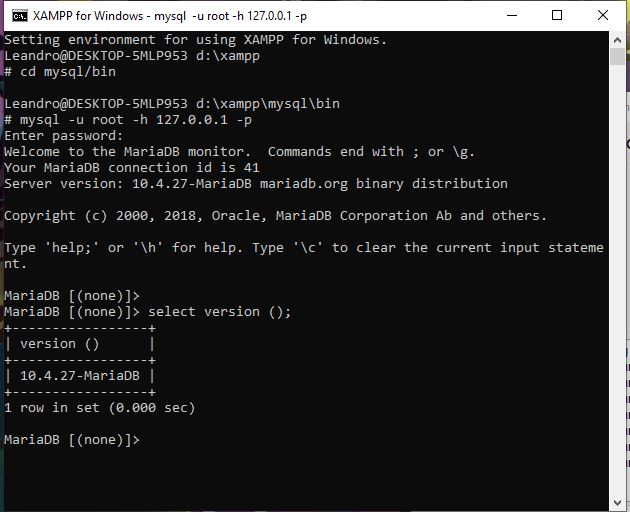 XAMPP for Windows - mysql -u root -h 127.0.0.1 -p
Setting environment for using XAMPP for Windows.
Leandro@DESKTOP-5MLP953 d:\xampp
# cd mysql/bin
Leandro@DESKTOP-5MLP953 d:\xampp\mysql\bin
# mysql -u root -h 127.0.0.1 -p
Enter password:
Welcome to the MariaDB monitor.  Commands end with ; or \g.
Your MariaDB connection id is 41
Server version: 10.4.27-MariaDB mariadb.org binary distribution
Copyright (c) 2000, 2018, Oracle, MariaDB Corporation Ab and others.
Type 'help;' or '\h' for help. Type '\c' to clear the current input stateme
nt.
MariaDB [(none)]>
MariaDB [(none)]> select version ();
+-----------------+
| version ()      |
+-----------------+
| 10.4.27-MariaDB |
+-----------------+
1 row in set (0.000 sec)
MariaDB [(none)]>